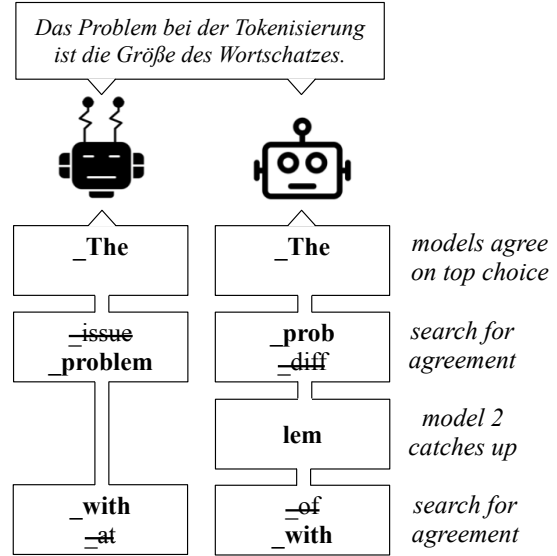 Das Problem bei der Tokenisierung
ist die Größe des Wortschatzes.
_The
_The
models agree
on top choice
_issue
_problem
_prob
_diff
search for
agreement
lem
model 2
catches up
_with
_at
_of
_with
search for
agreement